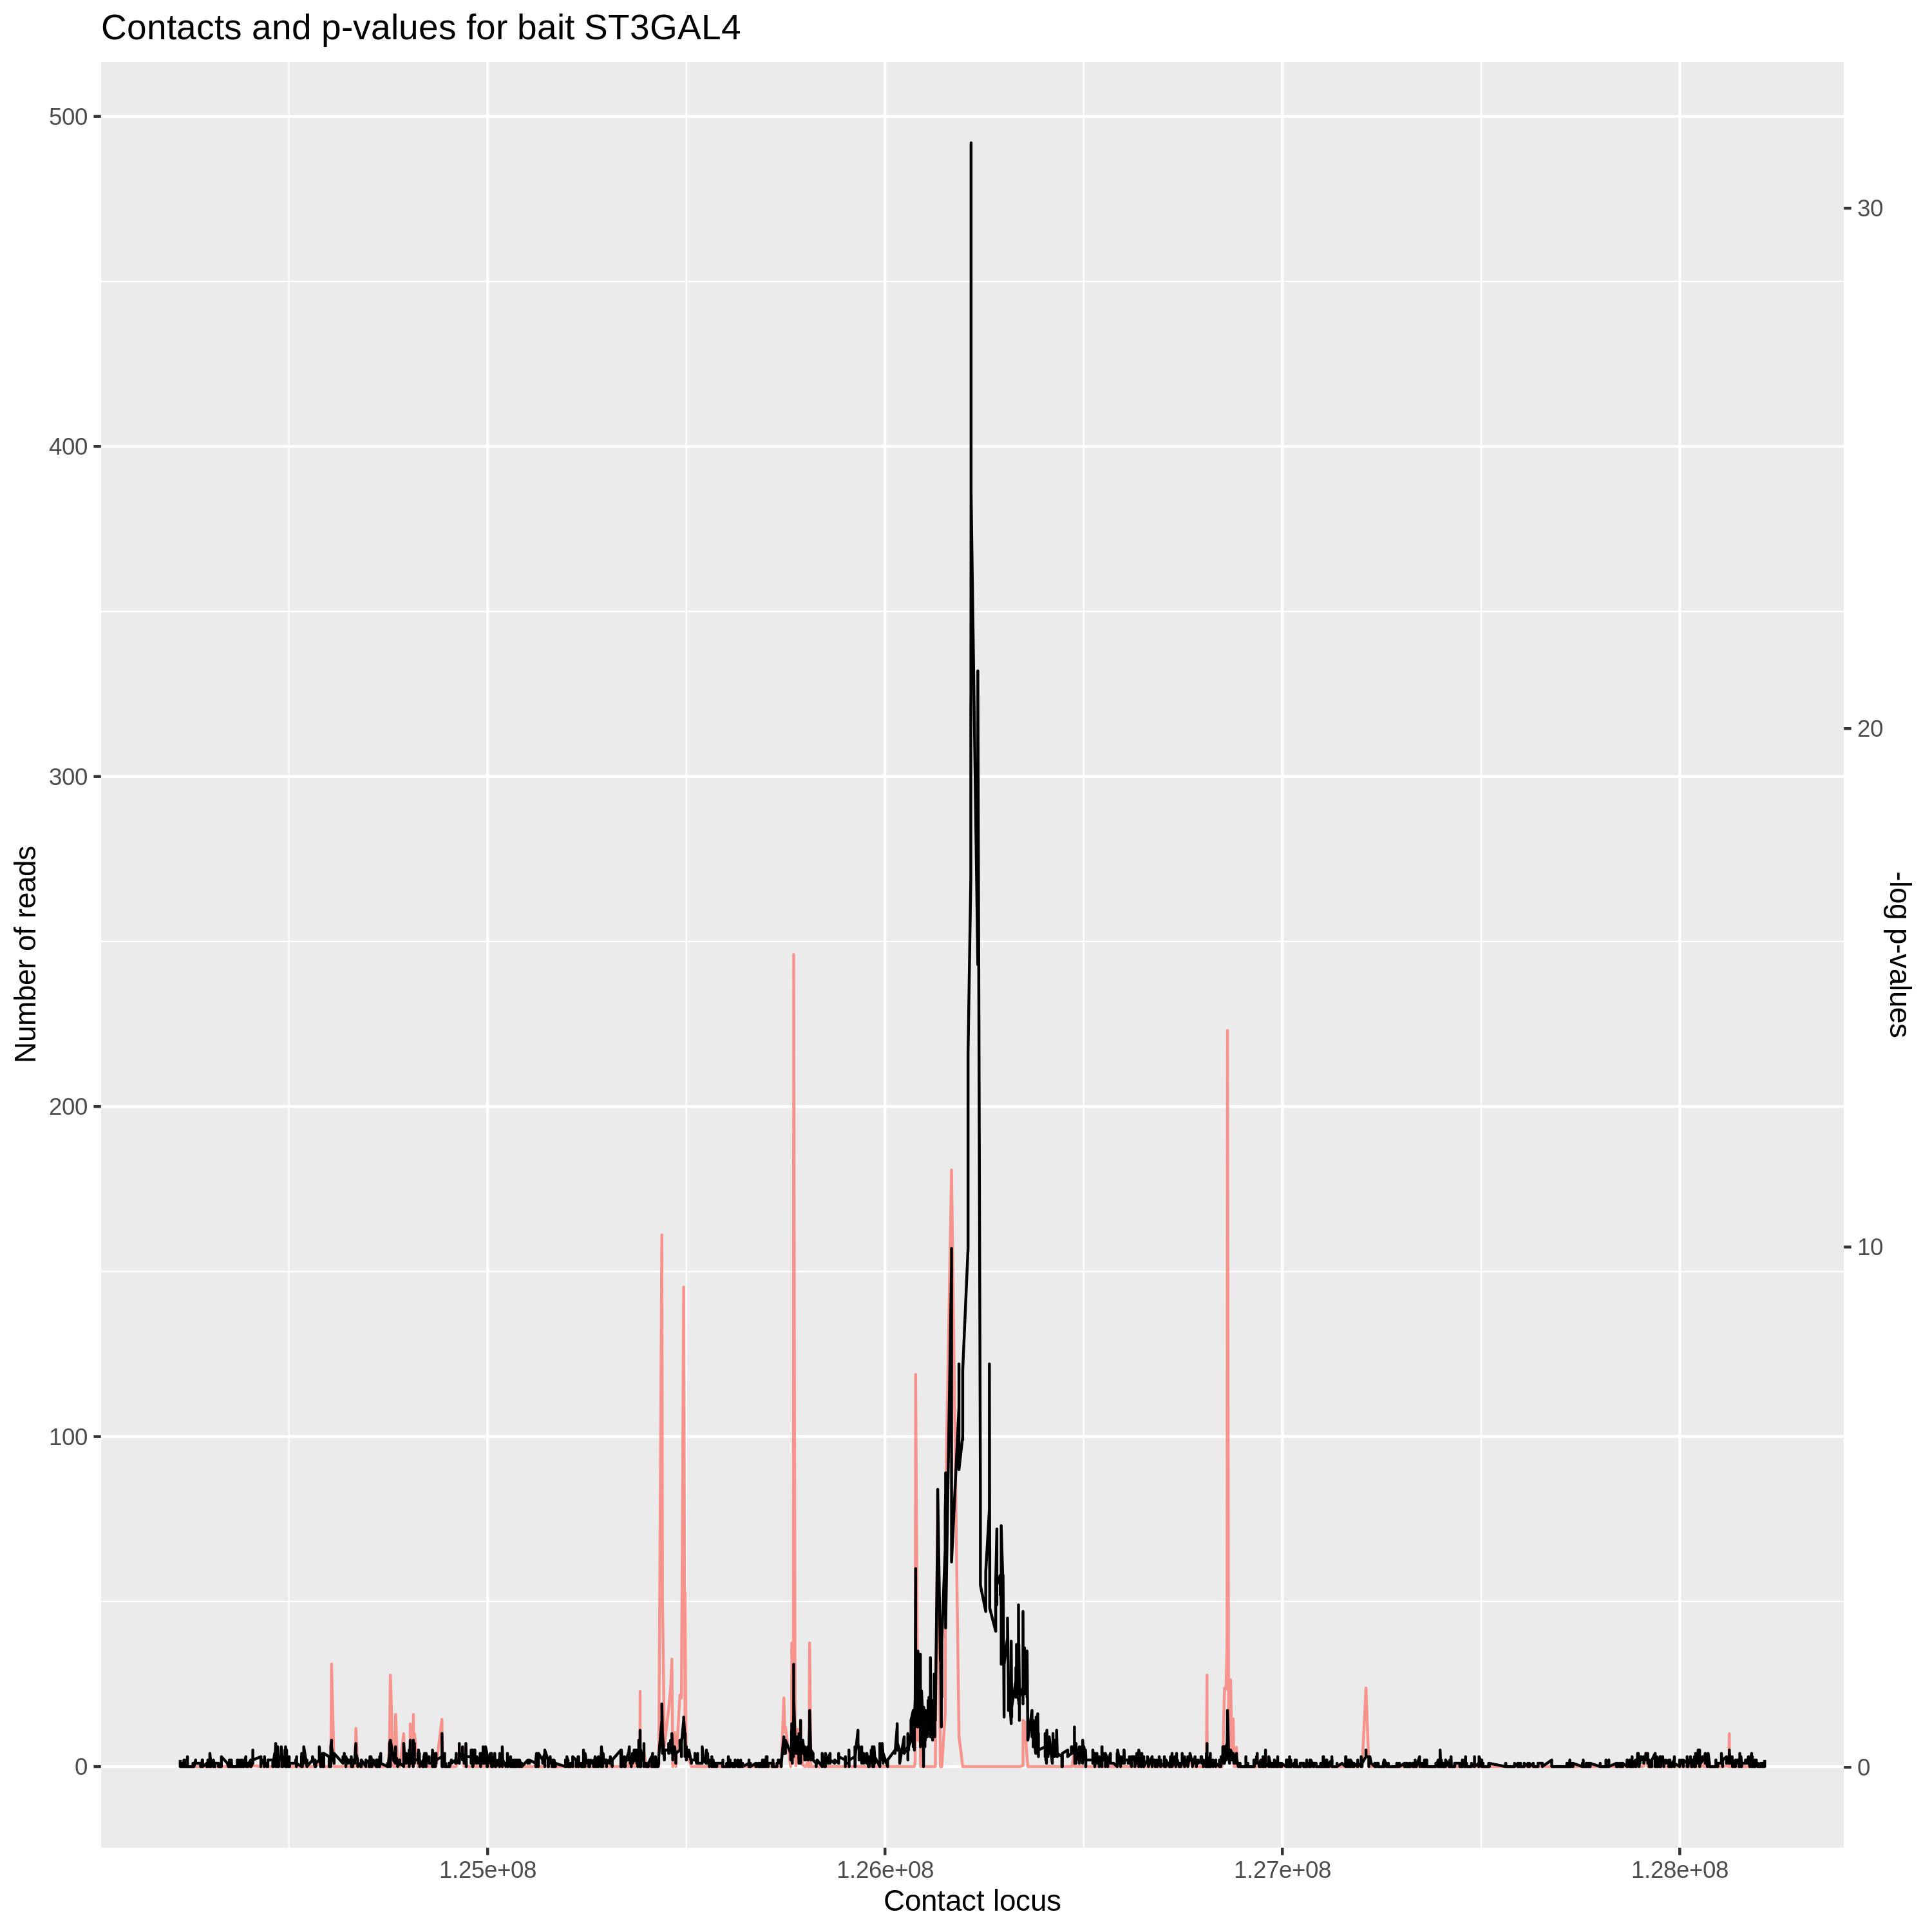 Contacts and p-values for bait ST3GAL4
500
400
300
200
100
0
Number of reads
30
20
10
0
-log p-values
1.25e+08 1.26e+08 1.27e+08 1.28e+08
Contact locus